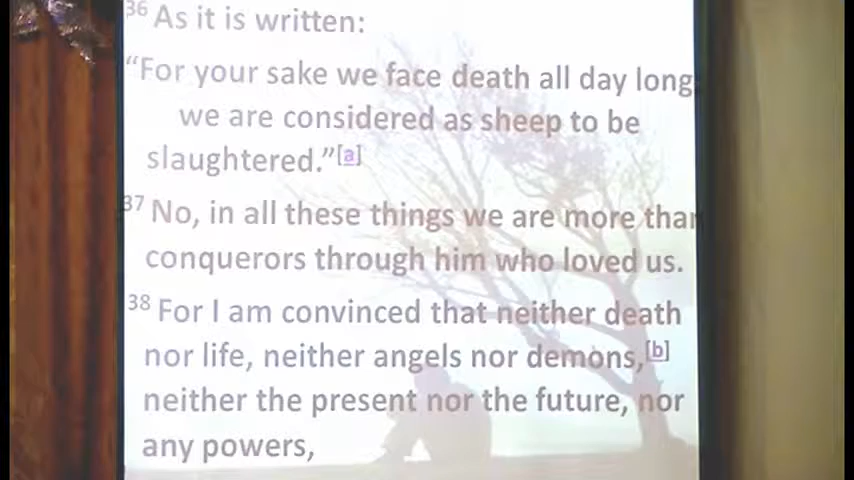 36 As it is written:
“For your sake we face death all day long;
we are considered as sheep to be
slaughtered.”[a]
37 No, in all these things we are more than
conquerors through him who loved us.
38 For I am convinced that neither death
nor life, neither angels nor demons,[b]
neither the present nor the future, nor
any powers,